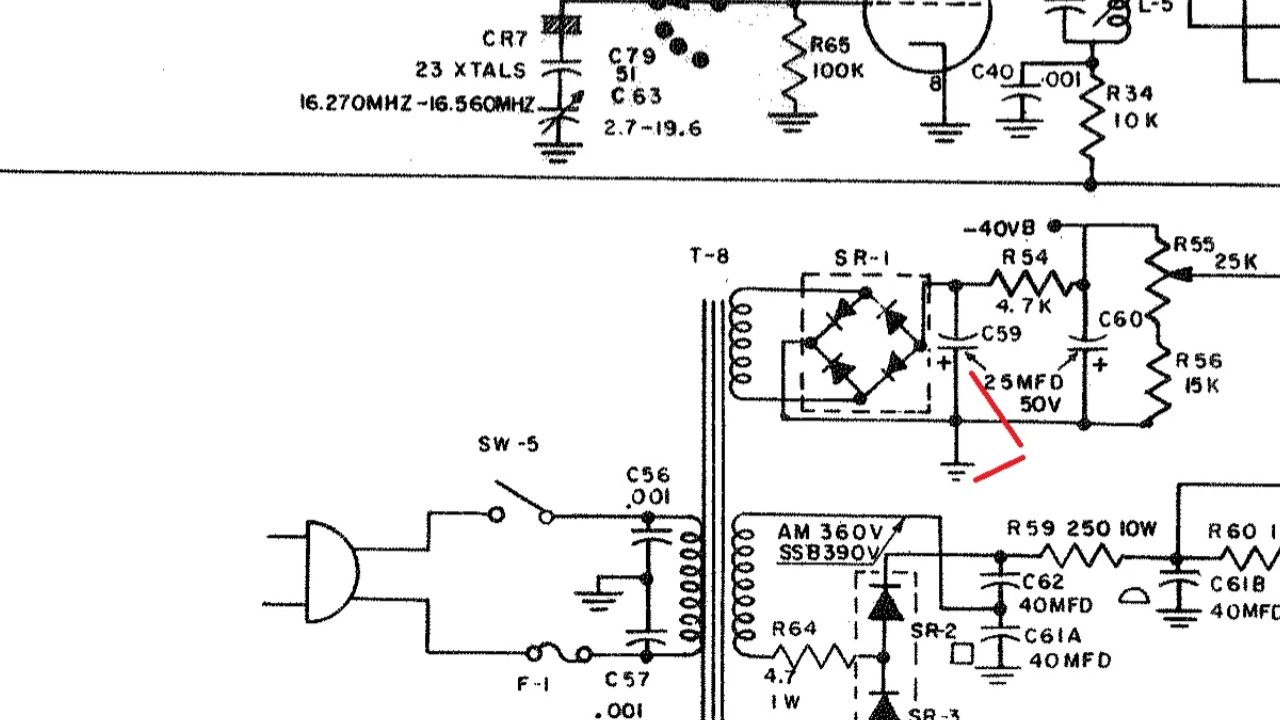 L-5
CR7
23 XTALS
16.270MHZ-16.560MHZ
C79
51
C63
2.7-19.6
R65
100K
8
C40
.001
R34
10K
-40VB
T-8
SR-1
R54
4.7K
R55
25K
C59
C60
+
+
25MFD
50V
R56
15K
SW-5
C56
.001
AM 360V
SSB390V
R59 250 10W
R60 1
C62
40MFD
C61B
40MFD
R64
4.7
1W
SR-2
C61A
40MFD
F-1
C57
.001
SR-3